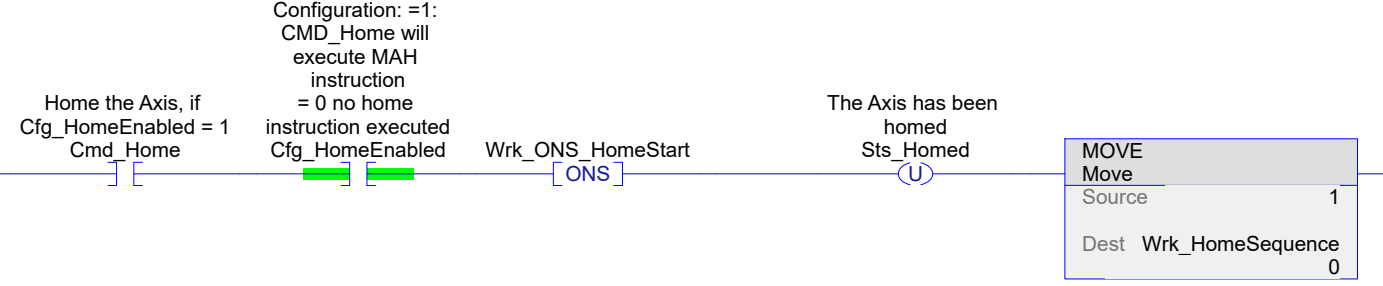 Configuration: =1:
CMD_Home will
execute MAH
instruction
= 0 no home
instruction executed
Cfg_HomeEnabled
Home the Axis, if
Cfg_HomeEnabled = 1
Cmd_Home
Wrk_ONS_HomeStart
ONS
The Axis has been
homed
Sts_Homed
U
MOVE
Move
Source 1
Dest Wrk_HomeSequence
0